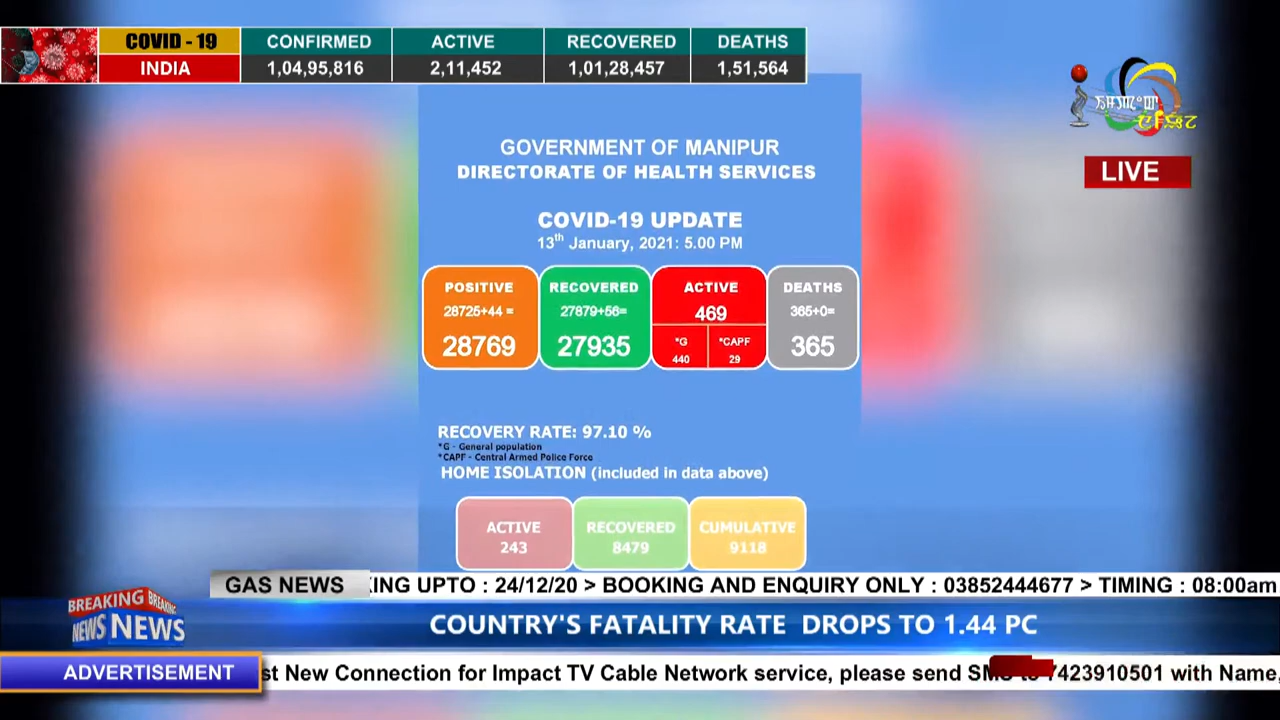 COVID - 19 CONFIRMED ACTIVE RECOVERED DEATHS
INDIA 1,04,95,816 2,11,452 1,01,28,457 1,51,564
LIVE
GOVERNMENT OF MANIPUR
DIRECTORATE OF HEALTH SERVICES
COVID-19 UPDATE
13th January, 2021: 5.00 PM
POSITIVE RECOVERED ACTIVE DEATHS
28725+44 = 27879+56= 469 365+0=
28769 27935 *G *CAPF 365
440 29
RECOVERY RATE: 97.10 %
*G - General population
*CAPF - Central Armed Police Force
HOME ISOLATION (included in data above)
ACTIVE RECOVERED CUMULATIVE
243 8479 9118
GAS NEWS KING UPTO : 24/12/20 > BOOKING AND ENQUIRY ONLY : 03852444677 > TIMING : 08:00am
BREAKING BREAKING
NEWS NEWS COUNTRY'S FATALITY RATE DROPS TO 1.44 PC
ADVERTISEMENT st New Connection for Impact TV Cable Network service, please send 7423910501 with Name,